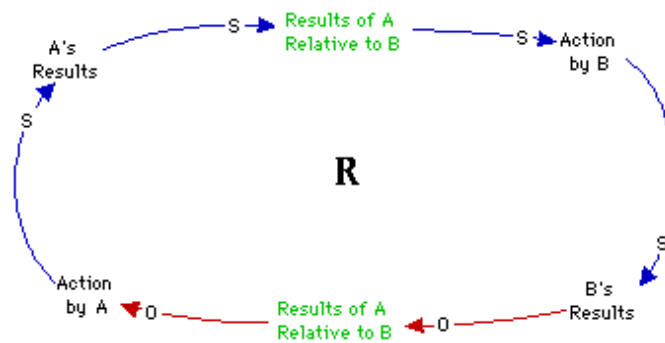 S
Results of A
Relative to B
S
Action
by B
A's
Results
S
R
S
Action
by A
O
Results of A
Relative to B
O
B's
Results